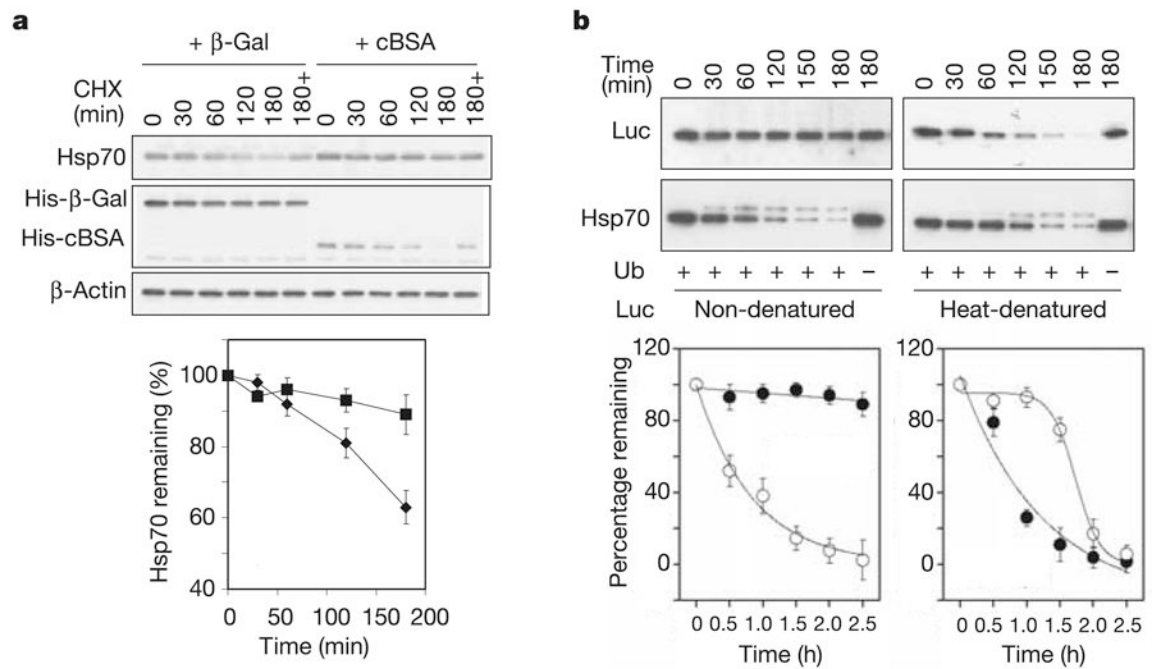 a
+ β-Gal + cBSA
CHX
(min)
0 30 60 120 180 180+ 0 30 60 120 180 180+
Hsp70
His-β-Gal
His-cBSA
β-Actin
Hsp70 remaining (%)
100
80
60
40
0 50 100 150 200
Time (min)
b
Time
(min)
0 30 60 120 150 180 180 0 30 60 120 150 180 180
Luc
Hsp70
Ub + + + + + + − + + + + + + −
Luc Non-denatured Heat-denatured
Percentage remaining
120
80
40
0
0 0.5 1.0 1.5 2.0 2.5
Time (h)
120
80
40
0
0 0.5 1.0 1.5 2.0 2.5
Time (h)